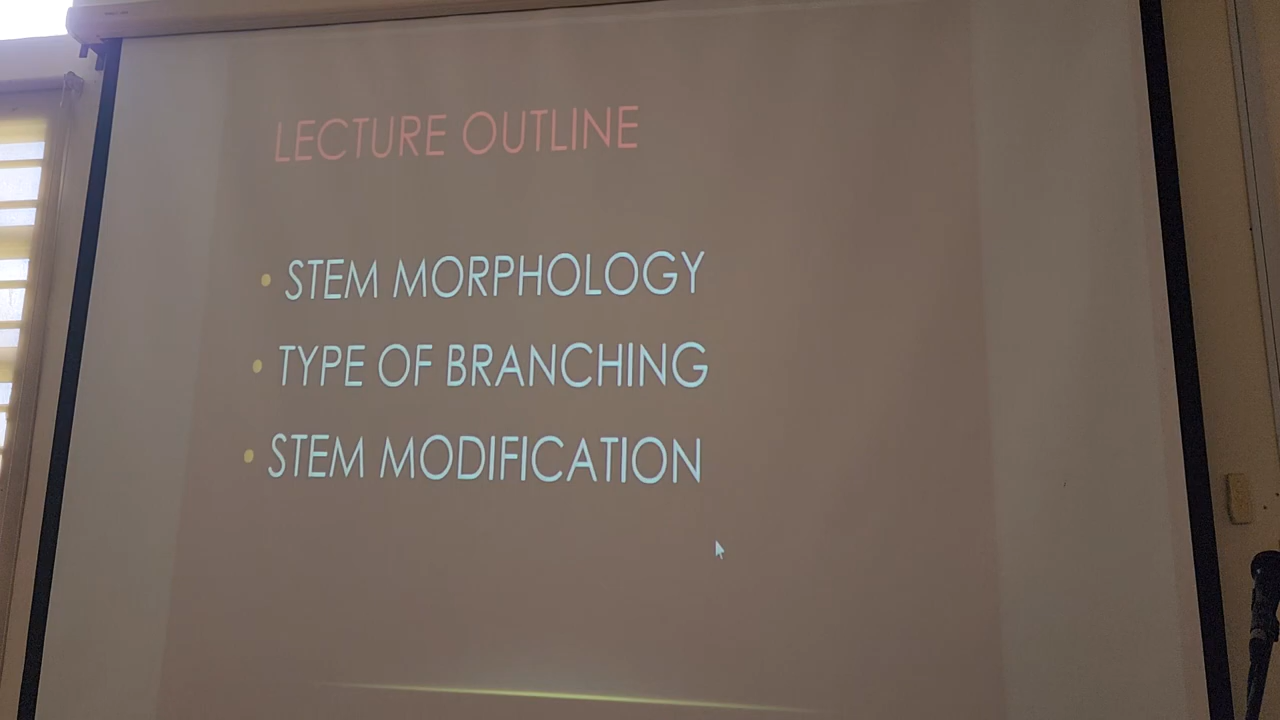 LECTURE OUTLINE
• STEM MORPHOLOGY
• TYPE OF BRANCHING
• STEM MODIFICATION